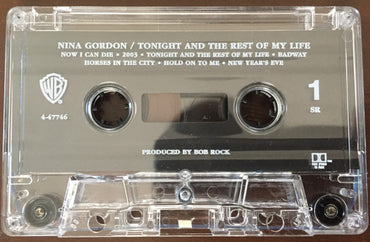 NINA GORDON / TONIGHT AND THE REST OF MY LIFE
NOW I CAN DIE • 2003 • TONIGHT AND THE REST OF MY LIFE • BADWAY
HORSES IN THE CITY • HOLD ON TO ME • NEW YEAR'S EVE
WB
4-47746
1
SR
PRODUCED BY BOB ROCK